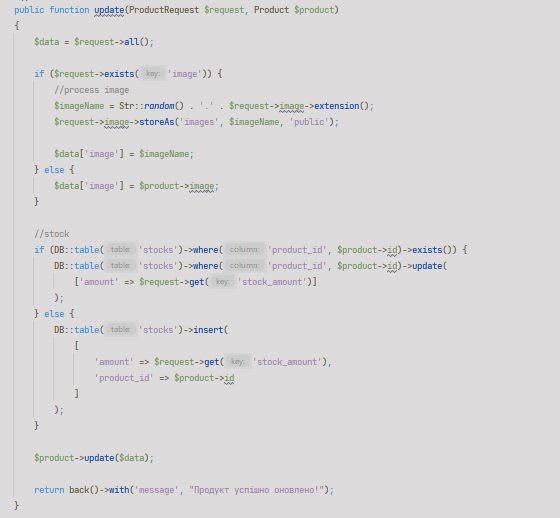 public function update(ProductRequest $request, Product $product)
{
$data = $request->all();
if ($request->exists( key: 'image')) {
//process image
$imageName = Str::random() . '.' . $request->image->extension();
$request->image->storeAs('images', $imageName, 'public');
$data['image'] = $imageName;
} else {
$data['image'] = $product->image;
}
//stock
if (DB::table( table: 'stocks')->where( column: 'product_id', $product->id)->exists()) {
DB::table( table: 'stocks')->where( column: 'product_id', $product->id)->update(
['amount' => $request->get( key: 'stock_amount')]
);
} else {
DB::table( table: 'stocks')->insert(
[
'amount' => $request->get( key: 'stock_amount'),
'product_id' => $product->id
]
);
}
$product->update($data);
return back()->with('message', "Продукт успішно оновлено!");
}